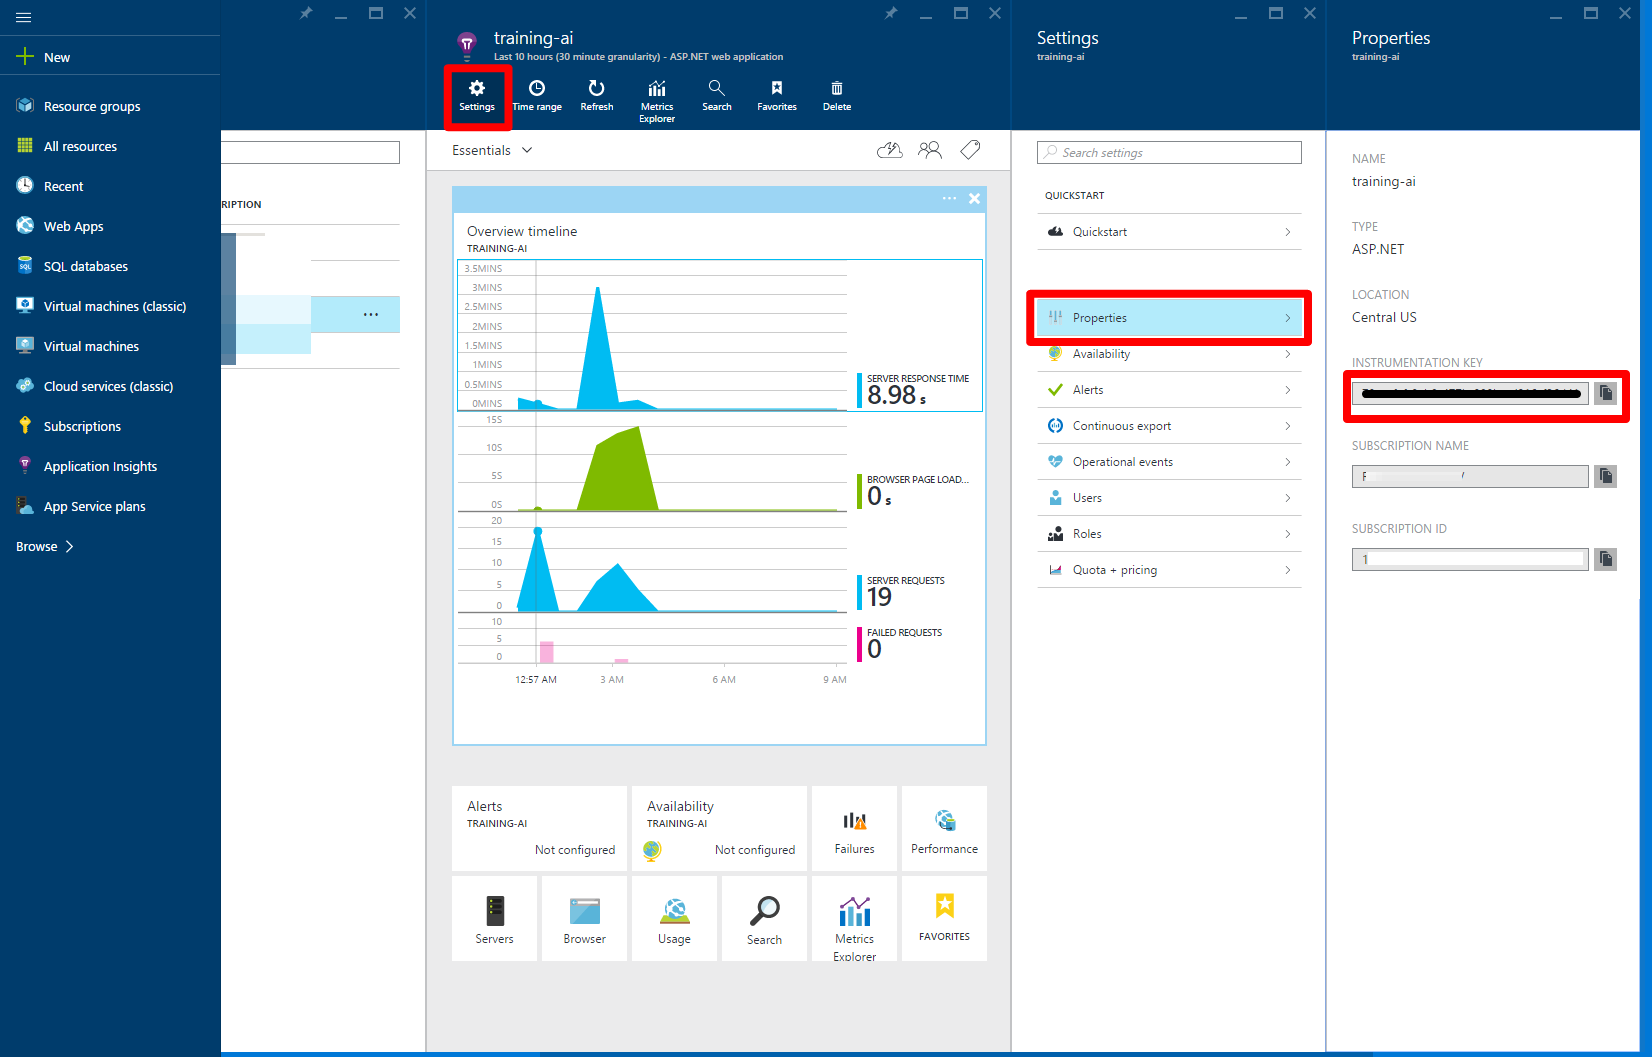 New
Resource groups
All resources
Recent
Web Apps
SQL databases
Virtual machines (classic)
Virtual machines
Cloud services (classic)
Subscriptions
Application Insights
App Service plans
Browse
RIPTION
...
training-ai
Last 10 hours (30 minute granularity) - ASP.NET web application
Settings
Time range
Refresh
Metrics
Explorer
Search
Favorites
Delete
Essentials
Overview timeline
TRAINING-AI
3.5MINS
3MINS
2.5MINS
2MINS
1.5MINS
1MINS
0.5MINS
0MINS
SERVER RESPONSE TIME
8.98 s
15S
10S
5S
0S
BROWSER PAGE LOAD...
0 s
20
15
10
5
0
SERVER REQUESTS
19
10
5
0
FAILED REQUESTS
0
12:57 AM
3 AM
6 AM
9 AM
Alerts
TRAINING-AI
Not configured
Availability
TRAINING-AI
Not configured
Failures
Performance
Servers
Browser
Usage
Search
Metrics
Explorer
FAVORITES
Settings
training-ai
Search settings
QUICKSTART
Quickstart
Properties
Availability
Alerts
Continuous export
Operational events
Users
Roles
Quota + pricing
Properties
training-ai
NAME
training-ai
TYPE
ASP.NET
LOCATION
Central US
INSTRUMENTATION KEY
SUBSCRIPTION NAME
SUBSCRIPTION ID
1